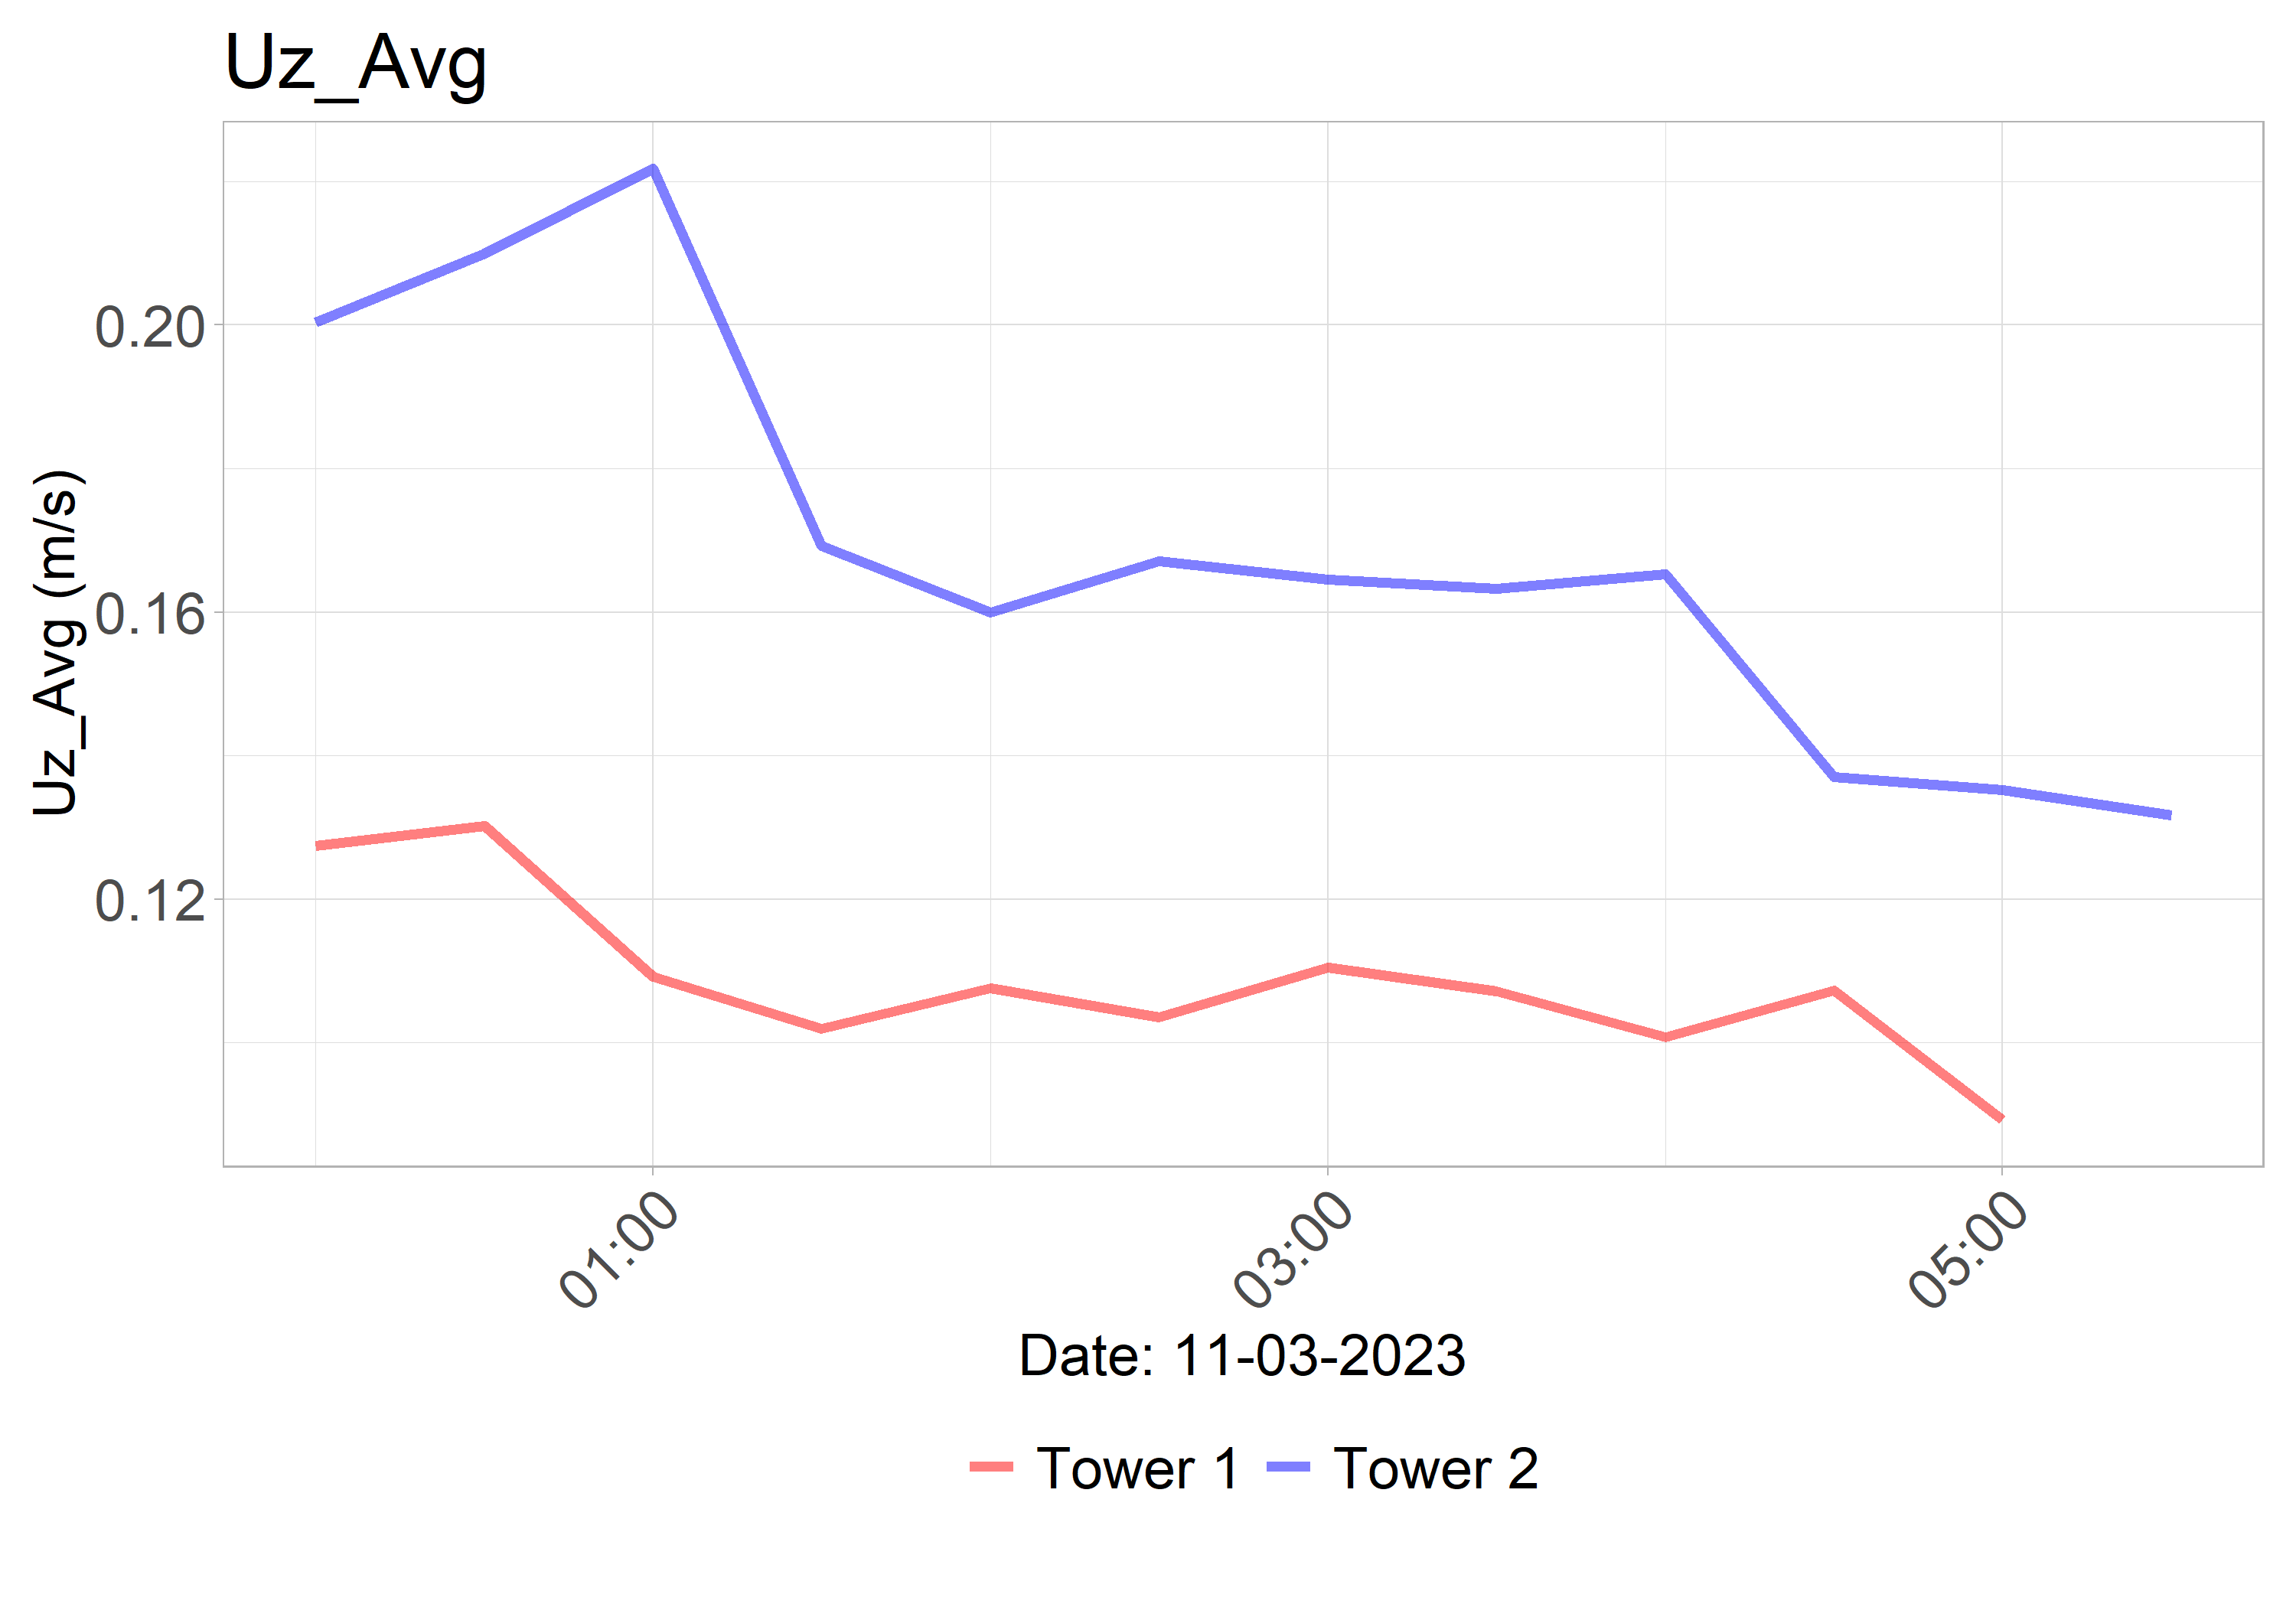 Uz_Avg
Uz_Avg (m/s)
0.20
0.16
0.12
01:00
03:00
05:00
Date: 11-03-2023
Tower 1
Tower 2